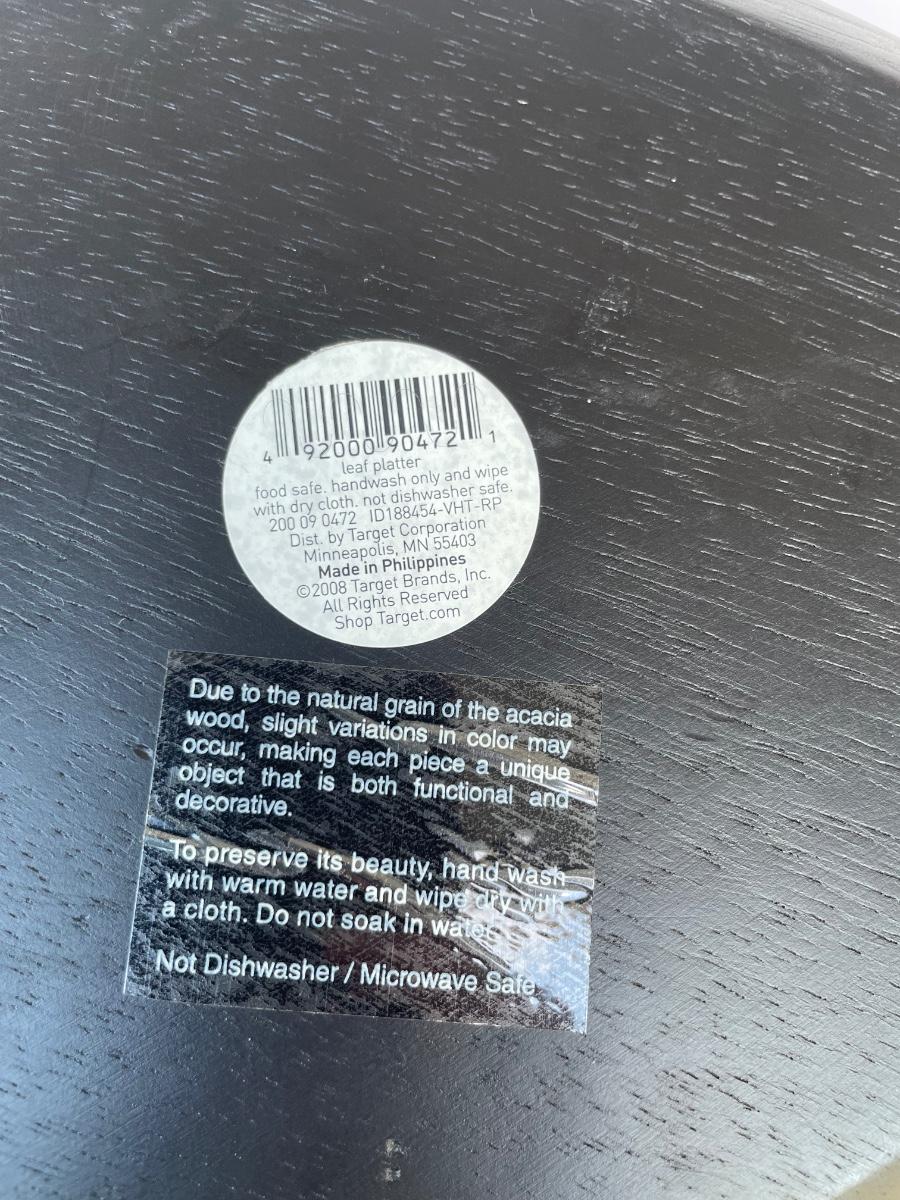 4 92000 90472 1
leaf platter
food safe. handwash only and wipe
with dry cloth. not dishwasher safe.
200 09 0472 ID188454-VHT-RP
Dist. by Target Corporation
Minneapolis, MN 55403
Made in Philippines
©2008 Target Brands, Inc.
All Rights Reserved
Shop Target.com
Due to the natural grain of the acacia
wood, slight variations in color may
occur, making each piece a unique
object that is both functional and
decorative.
To preserve its beauty, hand wash
with warm water and wipe dry with
a cloth. Do not soak in water.
Not Dishwasher / Microwave Safe